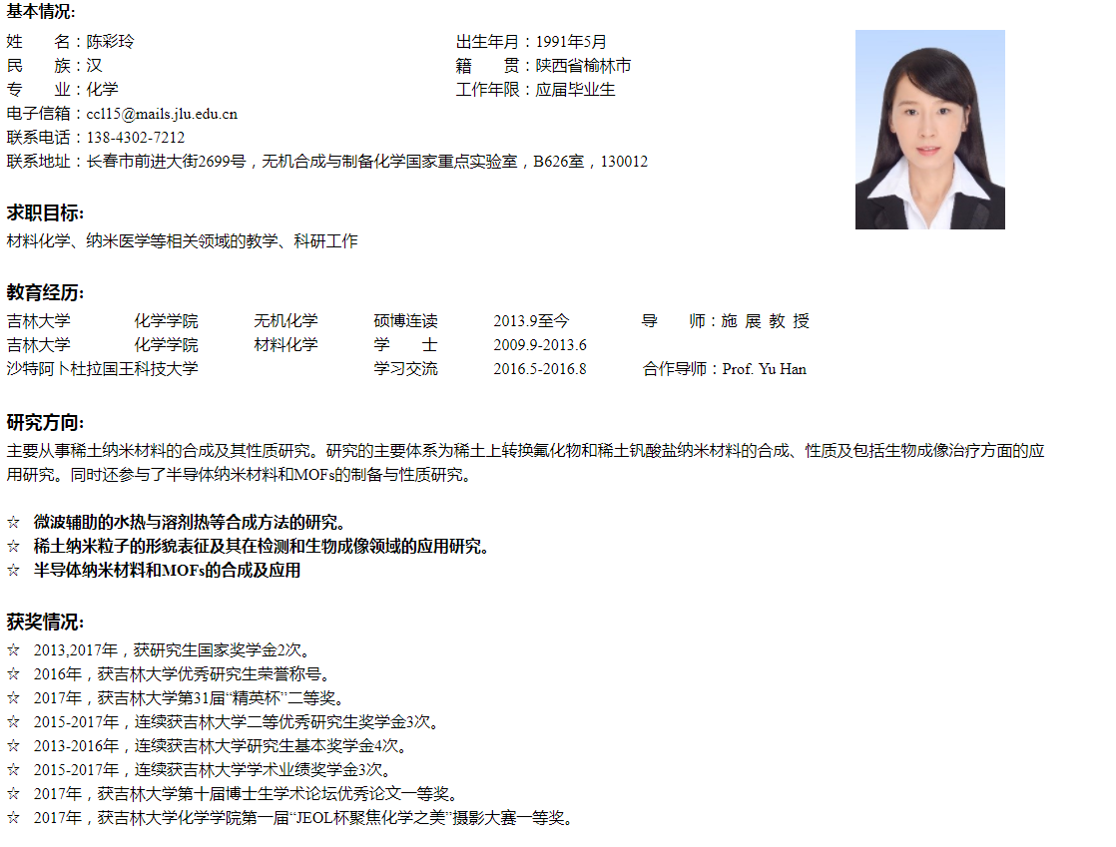 基本情况:
姓 名：陈彩玲 出生年月：1991年5月
民 族：汉 籍 贯：陕西省榆林市
专 业：化学 工作年限：应届毕业生
电子信箱：ccl15@mails.jlu.edu.cn
联系电话：138-4302-7212
联系地址：长春市前进大街2699号，无机合成与制备化学国家重点实验室，B626室，130012
求职目标:
材料化学、纳米医学等相关领域的教学、科研工作
教育经历:
吉林大学 化学学院 无机化学 硕博连读 2013.9至今 导 师：施 展 教 授
吉林大学 化学学院 材料化学 学 士 2009.9-2013.6
沙特阿卜杜拉国王科技大学 学习交流 2016.5-2016.8 合作导师：Prof. Yu Han
研究方向:
主要从事稀土纳米材料的合成及其性质研究。研究的主要体系为稀土上转换氟化物和稀土钒酸盐纳米材料的合成、性质及包括生物成像治疗方面的应
用研究。同时还参与了半导体纳米材料和MOFs的制备与性质研究。
☆ 微波辅助的水热与溶剂热等合成方法的研究。
☆ 稀土纳米粒子的形貌表征及其在检测和生物成像领域的应用研究。
☆ 半导体纳米材料和MOFs的合成及应用
获奖情况:
☆ 2013,2017年，获研究生国家奖学金2次。
☆ 2016年，获吉林大学优秀研究生荣誉称号。
☆ 2017年，获吉林大学第31届“精英杯”二等奖。
☆ 2015-2017年，连续获吉林大学二等优秀研究生奖学金3次。
☆ 2013-2016年，连续获吉林大学研究生基本奖学金4次。
☆ 2015-2017年，连续获吉林大学学术业绩奖学金3次。
☆ 2017年，获吉林大学第十届博士生学术论坛优秀论文一等奖。
☆ 2017年，获吉林大学化学学院第一届“JEOL杯聚焦化学之美”摄影大赛一等奖。